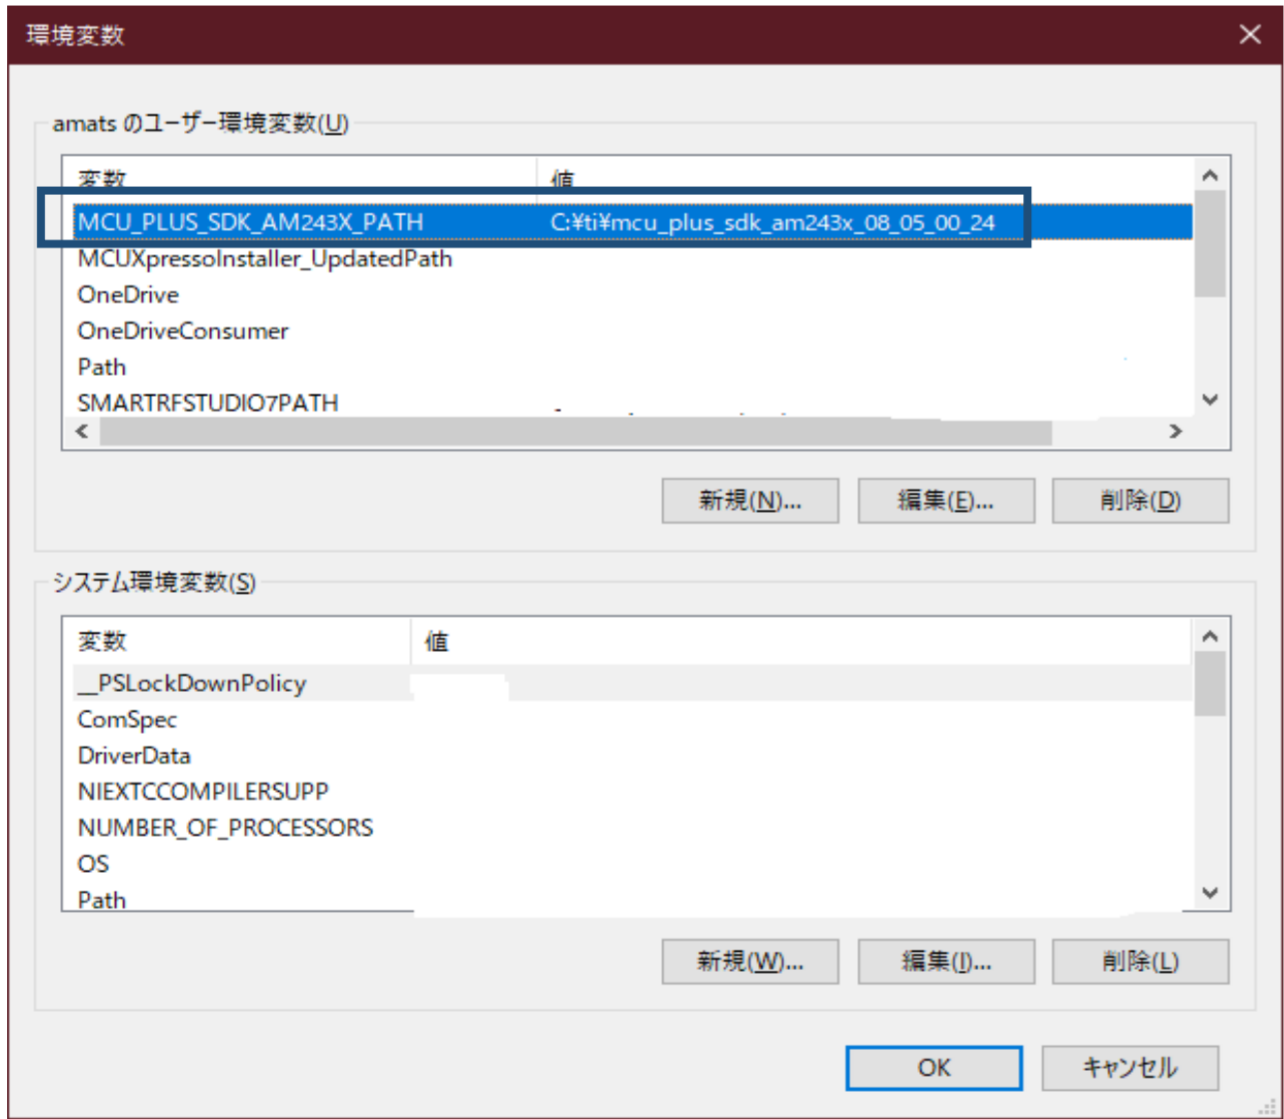 環境変数
amats のユーザー環境変数(U)
変数 値
MCU_PLUS_SDK_AM243X_PATH C:¥ti¥mcu_plus_sdk_am243x_08_05_00_24
MCUXpressoInstaller_UpdatedPath
OneDrive
OneDriveConsumer
Path
SMARTRFSTUDIO7PATH
新規(N)... 編集(E)... 削除(D)
システム環境変数(S)
変数 値
__PSLockDownPolicy
ComSpec
DriverData
NIEXTCCOMPILERSUPP
NUMBER_OF_PROCESSORS
OS
Path
新規(W)... 編集(I)... 削除(L)
OK キャンセル